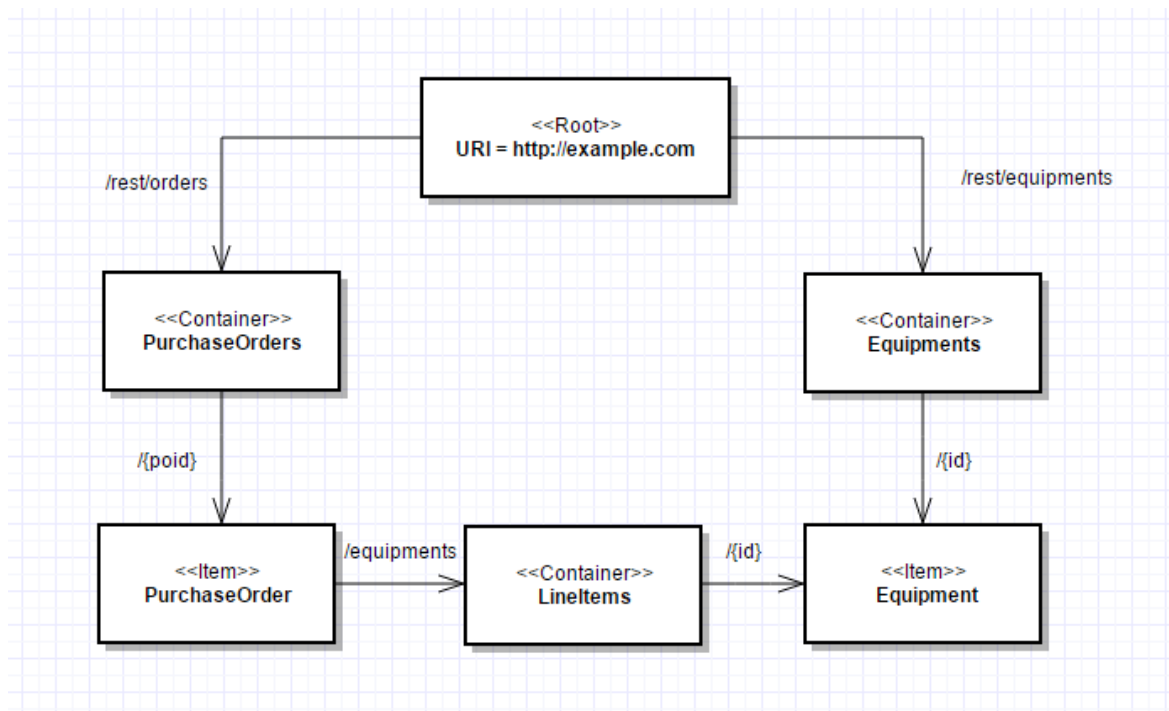 <<Root>>
URI = http://example.com
/rest/orders
/rest/equipments
<<Container>>
PurchaseOrders
<<Container>>
Equipments
/{poid}
/{id}
<<Item>>
PurchaseOrder
/equipments
<<Container>>
LineItems
/{id}
<<Item>>
Equipment